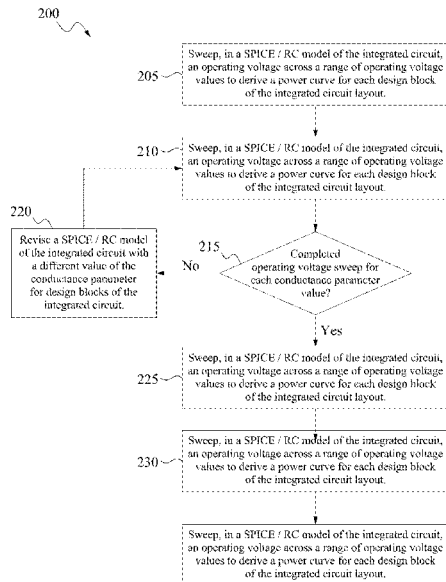 200
Sweep, in a SPICE / RC model of the integrated circuit,
an operating voltage across a range of operating voltage
values to derive a power curve for each design block
of the integrated circuit layout.
205
210
Sweep, in a SPICE / RC model of the integrated circuit,
an operating voltage across a range of operating voltage
values to derive a power curve for each design block
of the integrated circuit layout.
220
Revise a SPICE / RC model
of the integrated circuit with
a different value of the
conductance parameter
for design blocks of the
integrated circuit.
No
215
Completed
operating voltage sweep for
each conductance parameter
value?
Yes
Sweep, in a SPICE / RC model of the integrated circuit,
an operating voltage across a range of operating voltage
values to derive a power curve for each design block
of the integrated circuit layout.
225
Sweep, in a SPICE / RC model of the integrated circuit,
an operating voltage across a range of operating voltage
values to derive a power curve for each design block
of the integrated circuit layout.
230
Sweep, in a SPICE / RC model of the integrated circuit,
an operating voltage across a range of operating voltage
values to derive a power curve for each design block
of the integrated circuit layout.